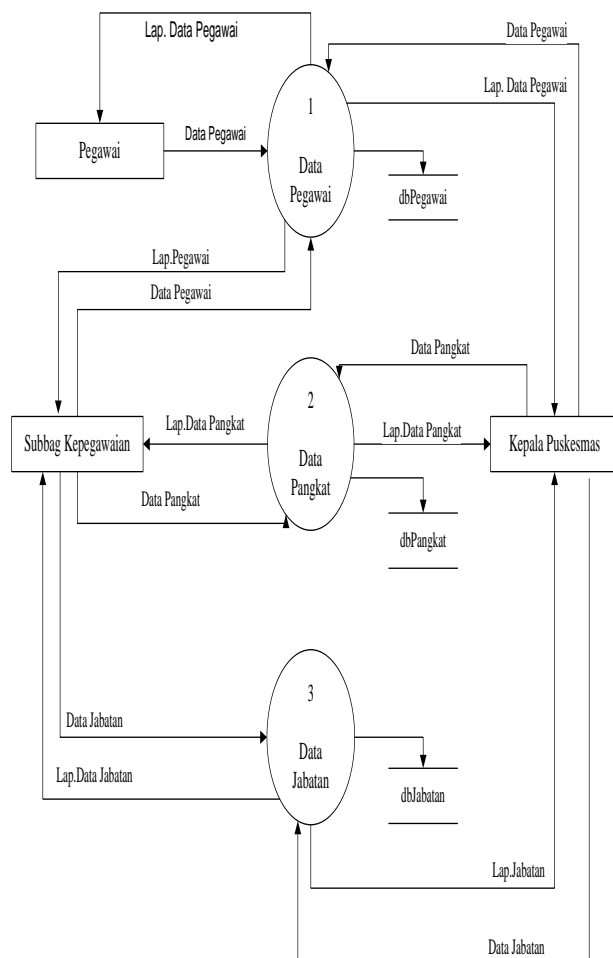 Lap. Data Pegawai
Data Pegawai
Lap. Data Pegawai
1
Data
Pegawai
Pegawai
Data Pegawai
dbPegawai
Lap.Pegawai
Data Pegawai
Data Pangkat
2
Data
Pangkat
Subbag Kepegawaian
Lap.Data Pangkat
Lap.Data Pangkat
Kepala Puskesmas
Data Pangkat
dbPangkat
3
Data
Jabatan
Data Jabatan
Lap.Data Jabatan
dbJabatan
Lap.Jabatan
Data Jabatan